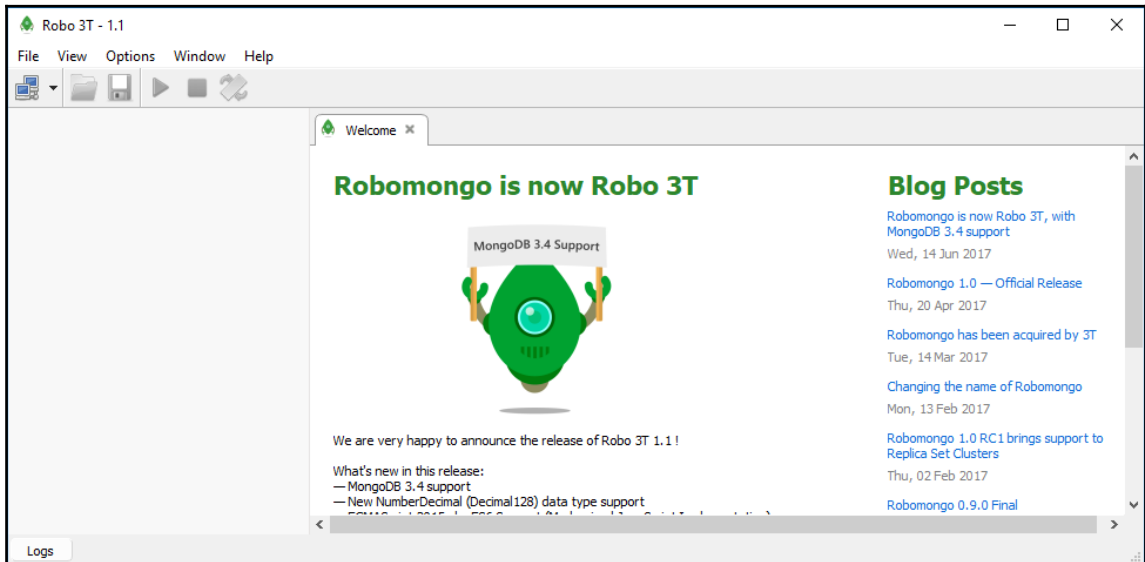 Robo 3T - 1.1
File View Options Window Help
Welcome
Robomongo is now Robo 3T
MongoDB 3.4 Support
We are very happy to announce the release of Robo 3T 1.1 !
What's new in this release:
— MongoDB 3.4 support
— New NumberDecimal (Decimal128) data type support
Blog Posts
Robomongo is now Robo 3T, with
MongoDB 3.4 support
Wed, 14 Jun 2017
Robomongo 1.0 — Official Release
Thu, 20 Apr 2017
Robomongo has been acquired by 3T
Tue, 14 Mar 2017
Changing the name of Robomongo
Mon, 13 Feb 2017
Robomongo 1.0 RC1 brings support to
Replica Set Clusters
Thu, 02 Feb 2017
Robomongo 0.9.0 Final
Logs